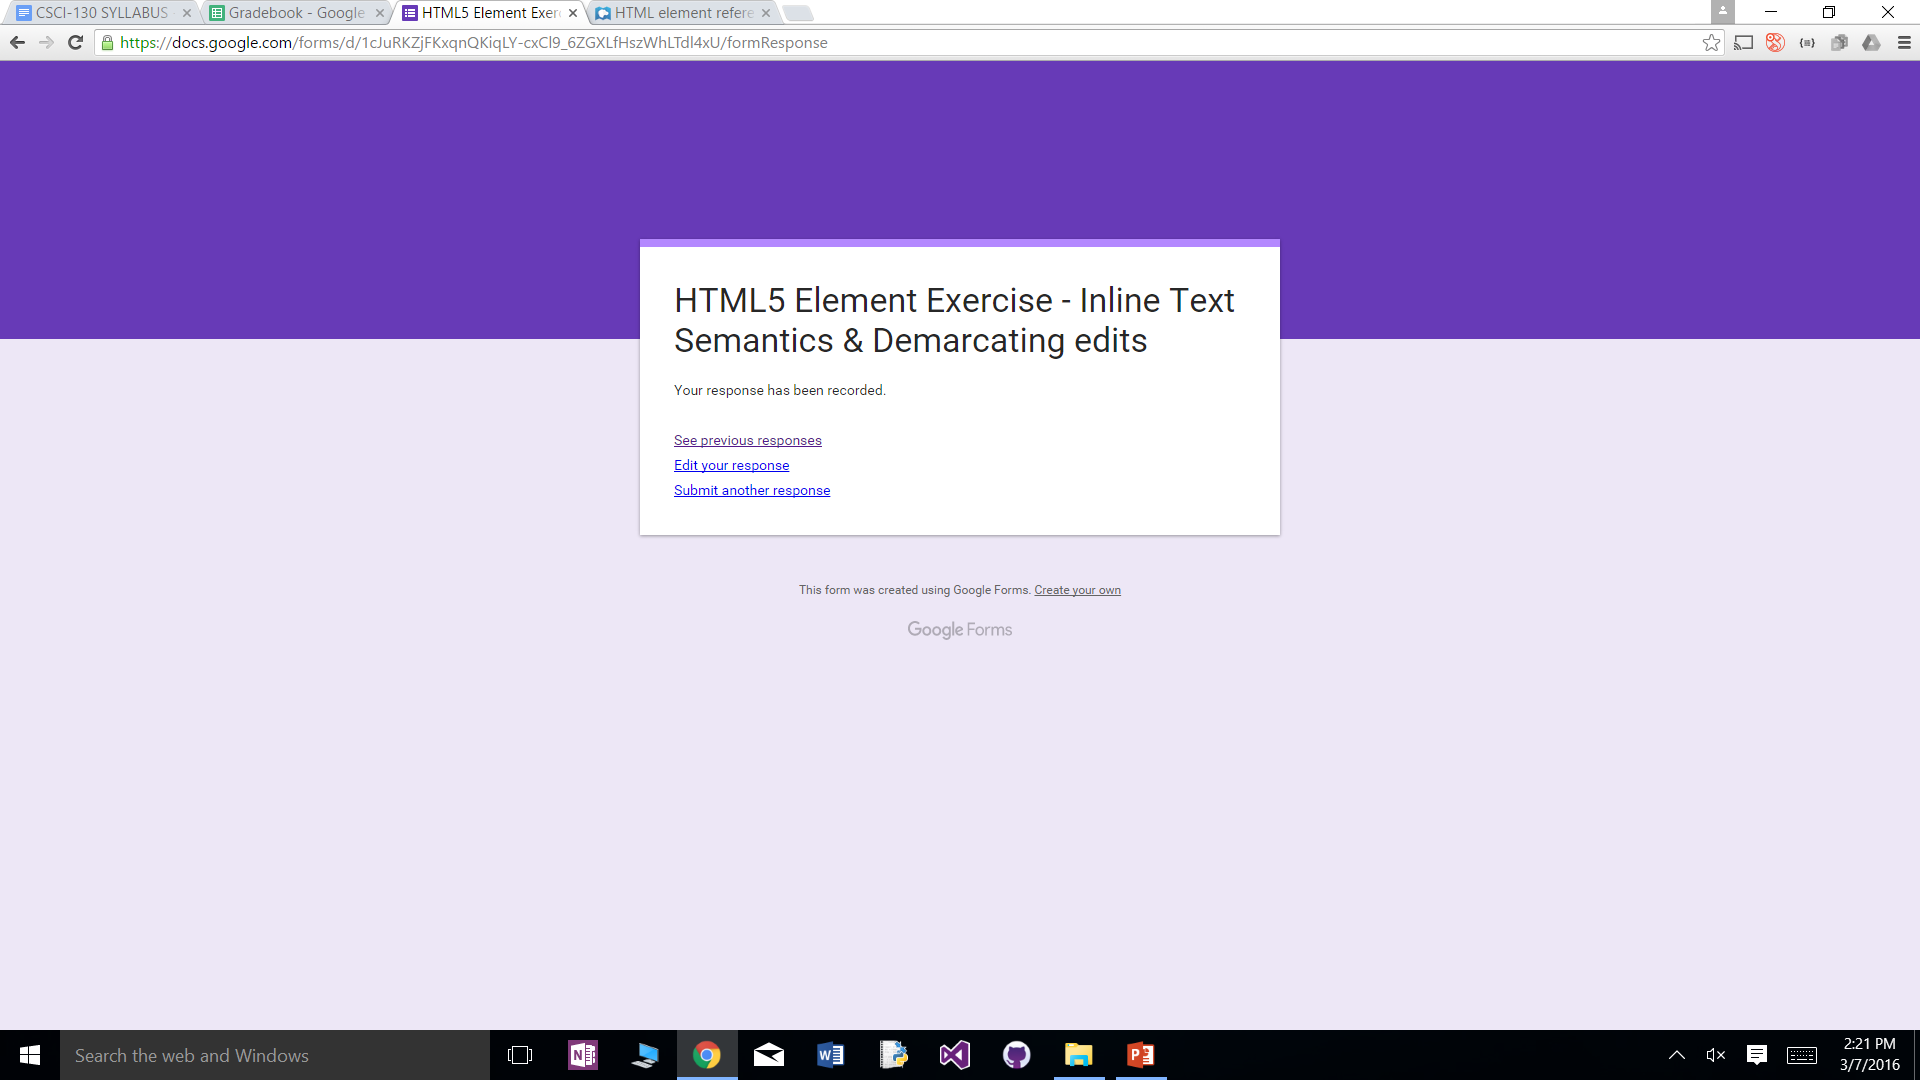 CSCI-130 SYLLABUS
Gradebook - Google
HTML5 Element Exer
HTML element refere
https://docs.google.com/forms/d/1cJuRKZjFKxqnQKiqLY-cxCl9_6ZGXLfHszWhLTdl4xU/formResponse
HTML5 Element Exercise - Inline Text
Semantics & Demarcating edits
Your response has been recorded.
See previous responses
Edit your response
Submit another response
This form was created using Google Forms. Create your own
Google Forms
Search the web and Windows
2:21 PM
3/7/2016